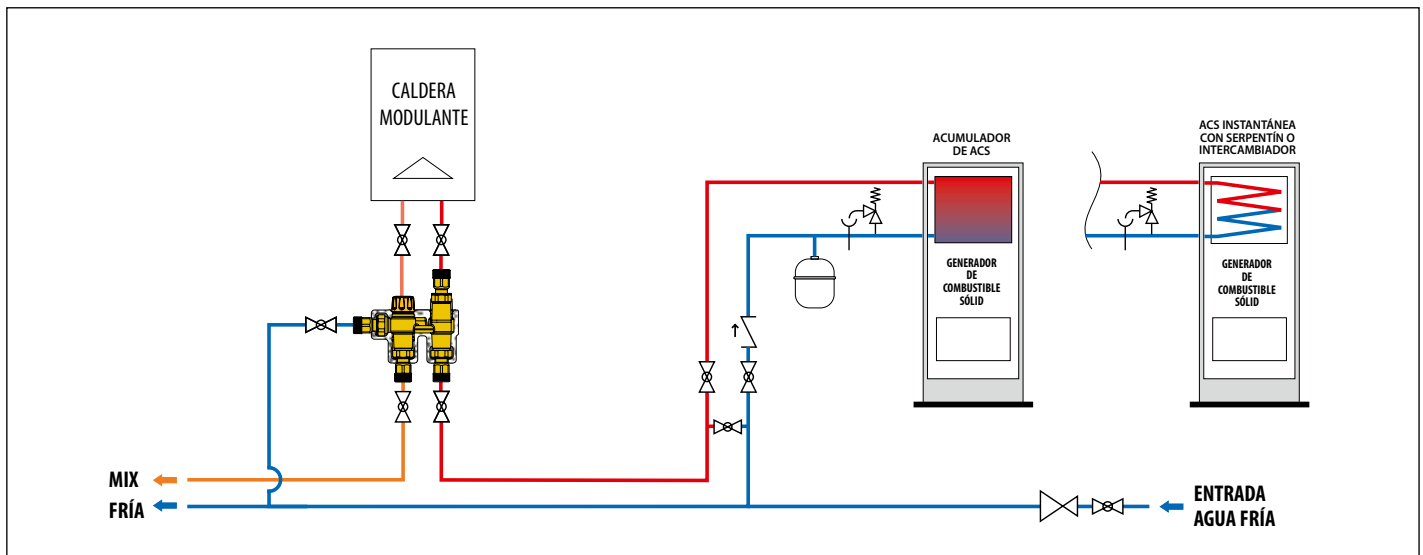 CALDERA
MODULANTE
ACUMULADOR
DE ACS
GENERADOR
DE
COMBUSTIBLE
SÓLID
ACS INSTANTÁNEA
CON SERPENTÍN O
INTERCAMBIADOR
GENERADOR
DE
COMBUSTIBLE
SÓLID
MIX
FRÍA
ENTRADA
AGUA FRÍA